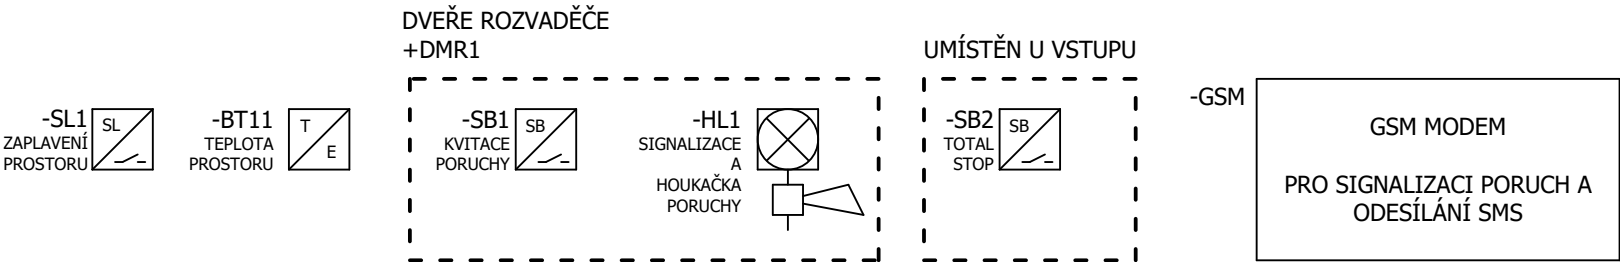 DVEŘE ROZVADĚČE
+DMR1
UMÍSTĚN U VSTUPU
-SL1
ZAPLAVENÍ
PROSTORU
SL
-BT11
TEPLOTA
PROSTORU
T
E
-SB1
KVITACE
PORUCHY
SB
-HL1
SIGNALIZACE
A
HOUKAČKA
PORUCHY
-SB2
TOTAL
STOP
SB
-GSM
GSM MODEM
PRO SIGNALIZACI PORUCH A
ODESÍLÁNÍ SMS